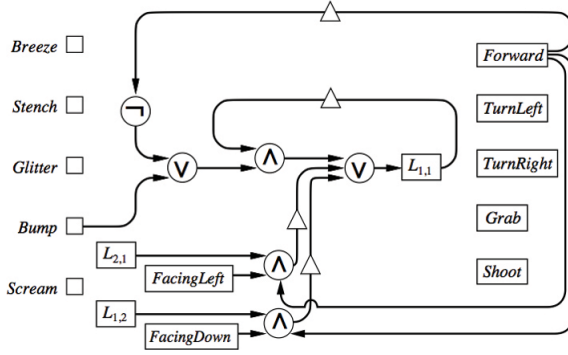 Breeze
Forward
Stench
¬
TurnLeft
Glitter
∨
∧
∨
L1,1
TurnRight
Bump
Grab
L2,1
FacingLeft
∧
Scream
Shoot
L1,2
FacingDown
∧